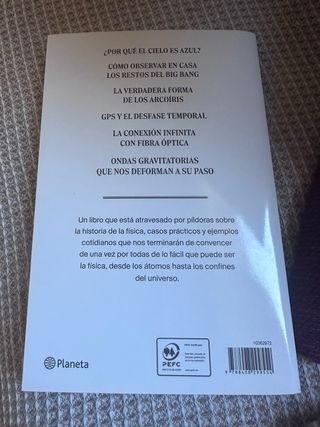 ¿POR QUÉ EL CIELO ES AZUL?
CÓMO OBSERVAR EN CASA
LOS RESTOS DEL BIG BANG
LA VERDADERA FORMA
DE LOS ARCOÍRIS
GPS Y EL DESFASE TEMPORAL
LA CONEXIÓN INFINITA
CON FIBRA ÓPTICA
ONDAS GRAVITATORIAS
QUE NOS DEFORMAN A SU PASO
Un libro que está atravesado por píldoras sobre
la historia de la física, casos prácticos y ejemplos
cotidianos que nos terminarán de convencer
de una vez por todas de lo fácil que puede ser
la física, desde los átomos hasta los confines
del universo.
Planeta
PEFC
10362972